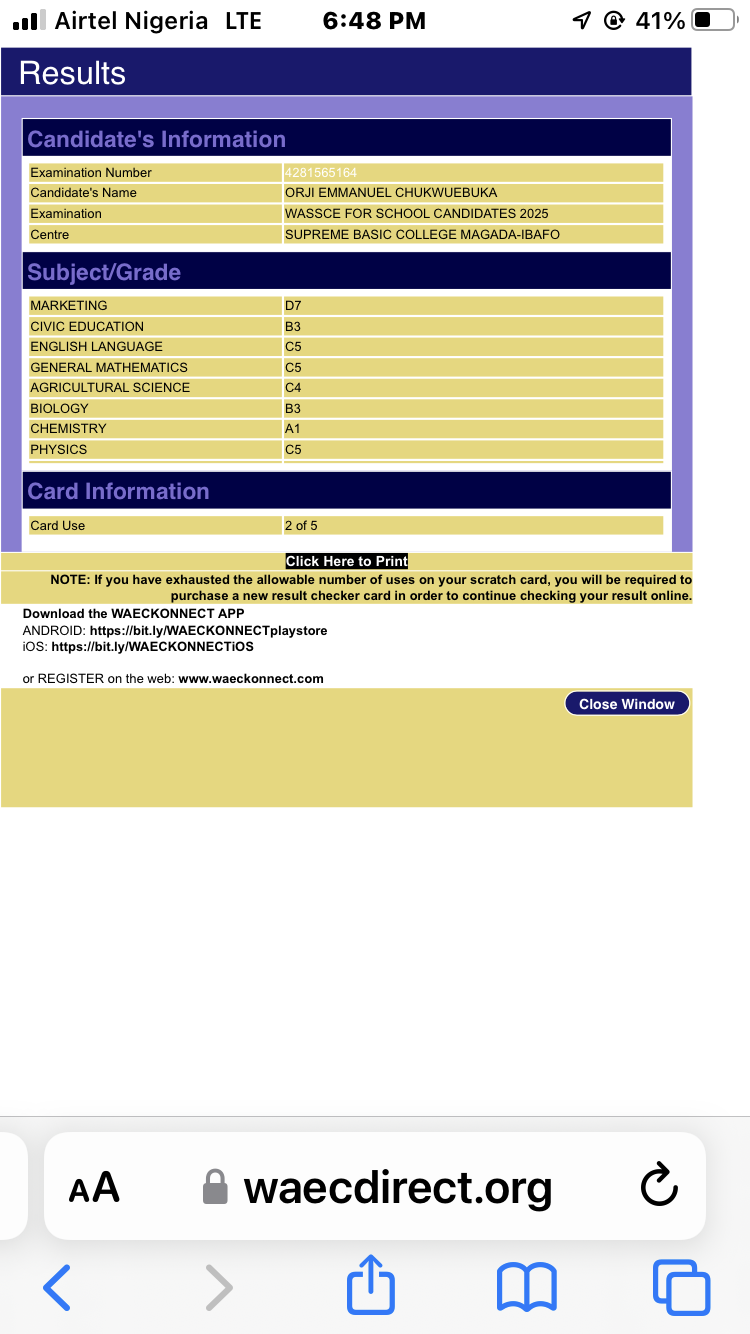 Airtel Nigeria LTE 6:48 PM 41%
Results
Candidate's Information
Examination Number 4281565164
Candidate's Name ORJI EMMANUEL CHUKWUEBUKA
Examination WASSCE FOR SCHOOL CANDIDATES 2025
Centre SUPREME BASIC COLLEGE MAGADA-IBAFO
Subject/Grade
MARKETING D7
CIVIC EDUCATION B3
ENGLISH LANGUAGE C5
GENERAL MATHEMATICS C5
AGRICULTURAL SCIENCE C4
BIOLOGY B3
CHEMISTRY A1
PHYSICS C5
Card Information
Card Use 2 of 5
Click Here to Print
NOTE: If you have exhausted the allowable number of uses on your scratch card, you will be required to
purchase a new result checker card in order to continue checking your result online.
Download the WAECKONNECT APP
ANDROID: https://bit.ly/WAECKONNECTplaystore
iOS: https://bit.ly/WAECKONNECTiOS
or REGISTER on the web: www.waeckonnect.com
Close Window
AA waecdirect.org